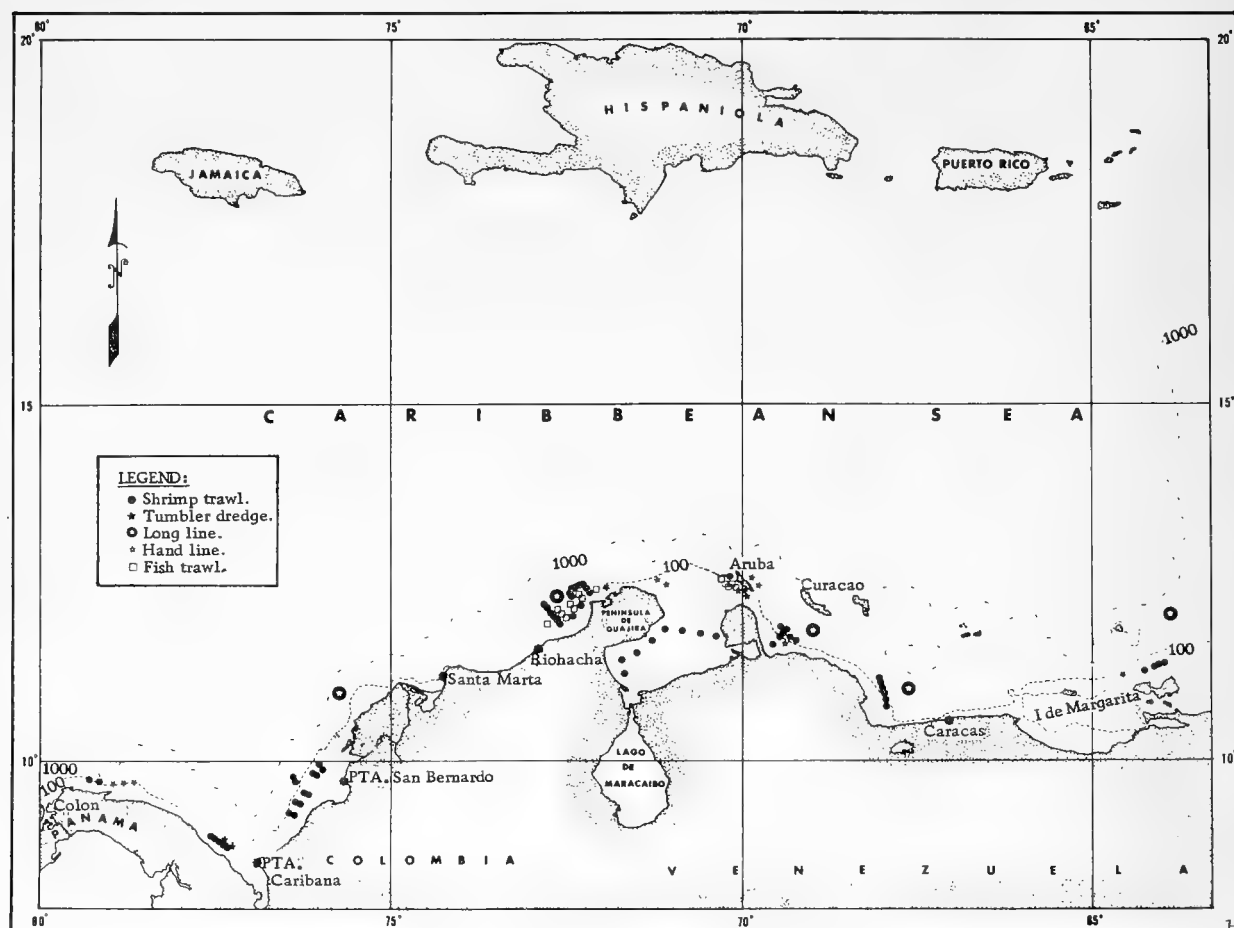 80° 75° 70° 65°
20° 20°
HISPANIOLA
JAMAICA
PUERTO RICO
N
1000
15 CARIBBEAN SEA 15
LEGEND:
Shrimp trawl.
Tumbler dredge.
Long line.
Hand line.
Fish trawl.
1000
100
Aruba
Curacao
PENINSULA
DE
GUAJIRA
Riohacha
Santa Marta
100
I de Margarita
Caracas
LAGO
DE
MARACAIBO
10° 10°
PTA. San Bernardo
1000
100
Colon
PANAMA
PTA.
Caribana
COLOMBIA
VENEZUELA
80° 75° 70° 65°